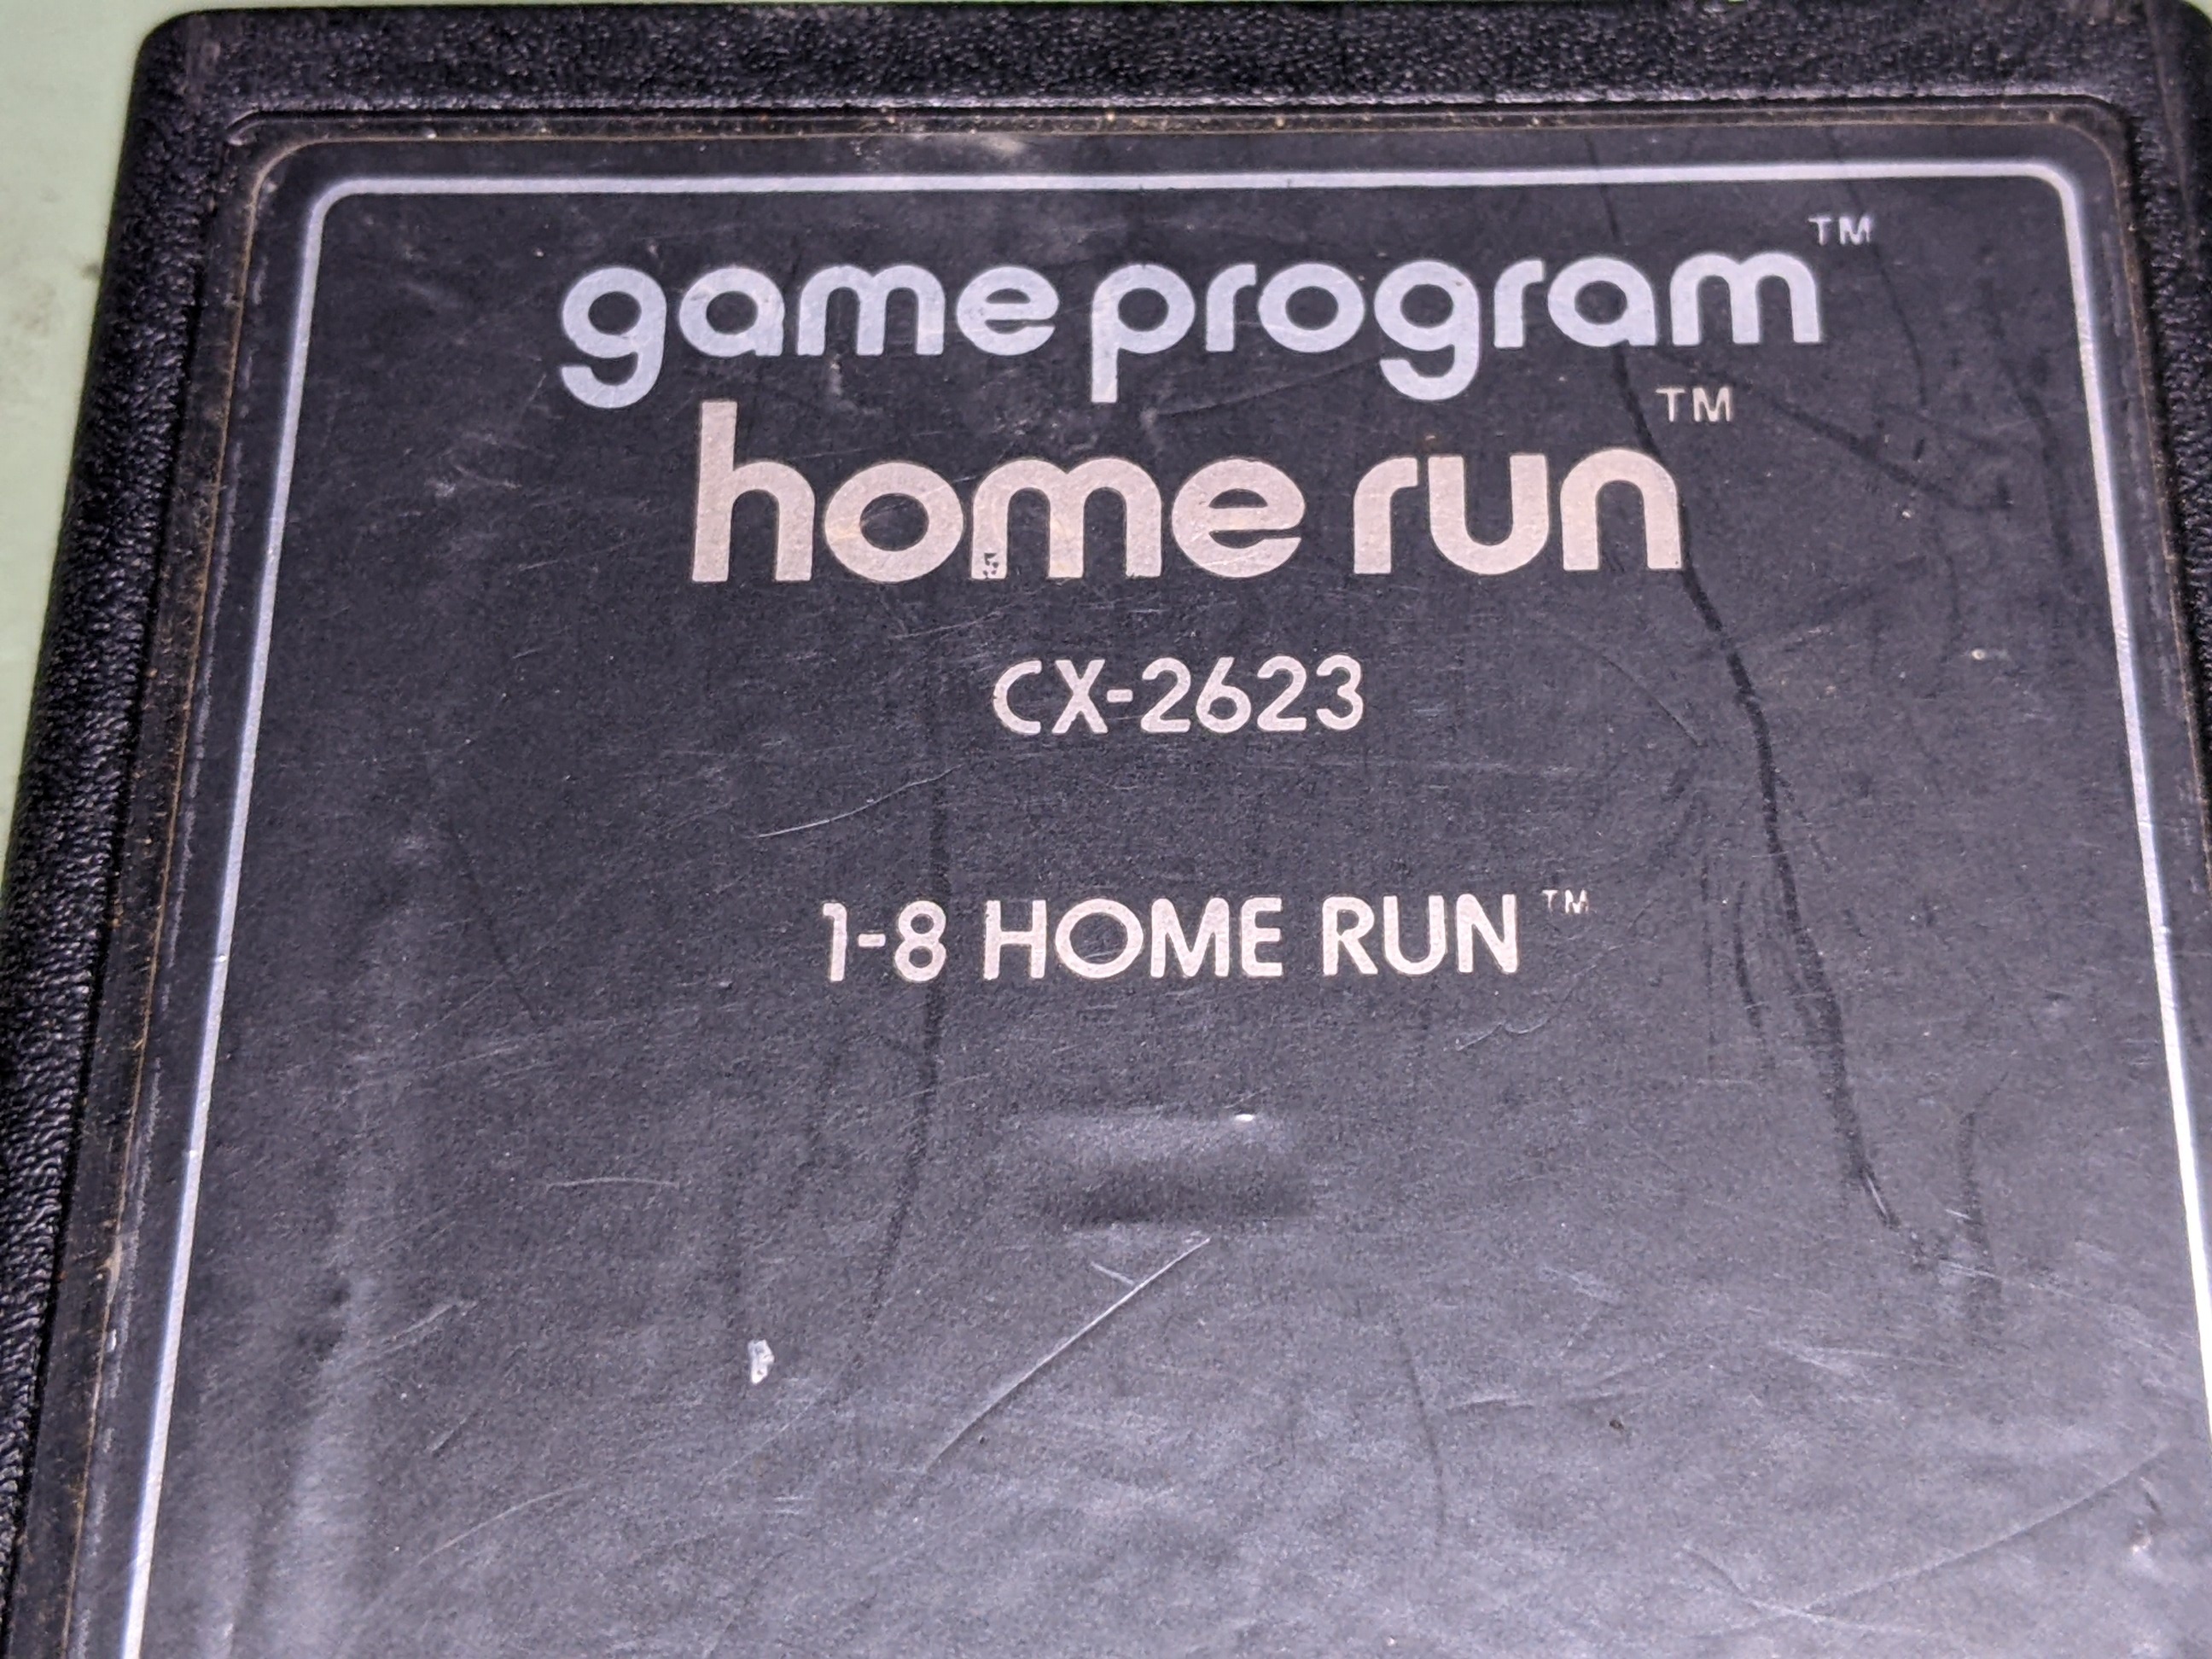 game program™
home run™
CX-2623
1-8 HOME RUN™